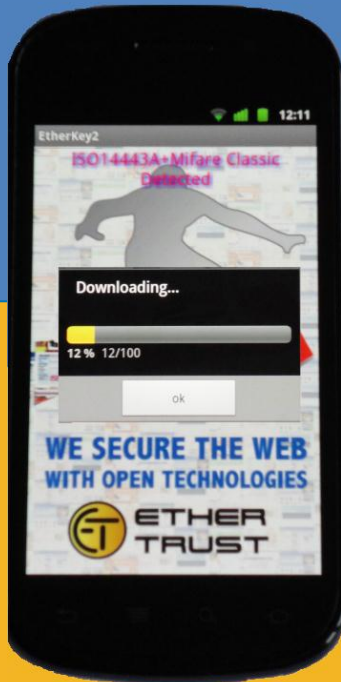 12:11
EtherKey2
ISO14443A+Mifare Classic
Detected
Downloading...
12 % 12/100
ok
WE SECURE THE WEB
WITH OPEN TECHNOLOGIES
ET
ETHER
TRUST